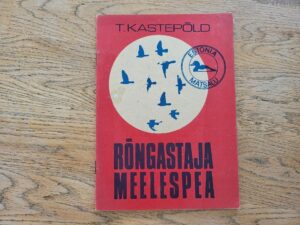 T. KASTEPÕLD
ESTONIA
MATSALU
RÕNGASTAJA
MEELESPEA